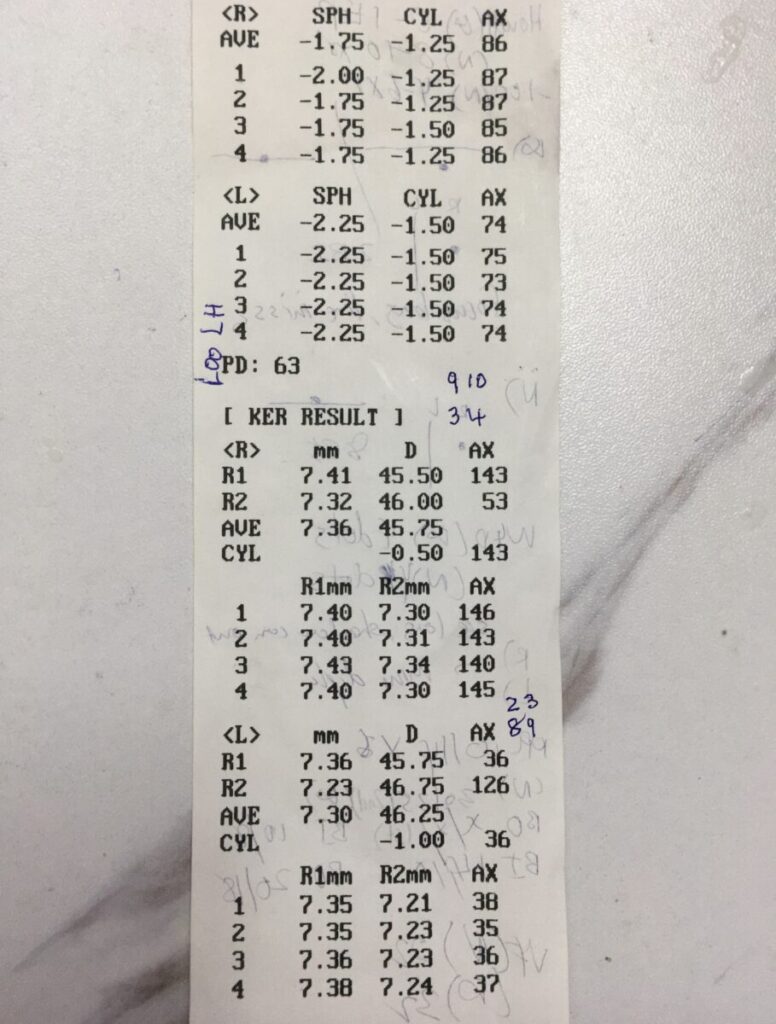 <R> SPH CYL AX
AVE -1.75 -1.25 86
1 -2.00 -1.25 87
2 -1.75 -1.25 87
3 -1.75 -1.50 85
4 -1.75 -1.25 86
<L> SPH CYL AX
AVE -2.25 -1.50 74
1 -2.25 -1.50 75
2 -2.25 -1.50 73
3 -2.25 -1.50 74
4 -2.25 -1.50 74
LH
PD: 63
9 10
[ KER RESULT ] 34
<R> mm D AX
R1 7.41 45.50 143
R2 7.32 46.00 53
AVE 7.36 45.75
CYL -0.50 143
R1mm R2mm AX
1 7.40 7.30 146
2 7.40 7.31 143
3 7.43 7.34 140
4 7.40 7.30 145
23
<L> mm D AX 89
R1 7.36 45.75 36
R2 7.23 46.75 126
AVE 7.30 46.25
CYL -1.00 36
R1mm R2mm AX
1 7.35 7.21 38
2 7.35 7.23 35
3 7.36 7.23 36
4 7.38 7.24 37